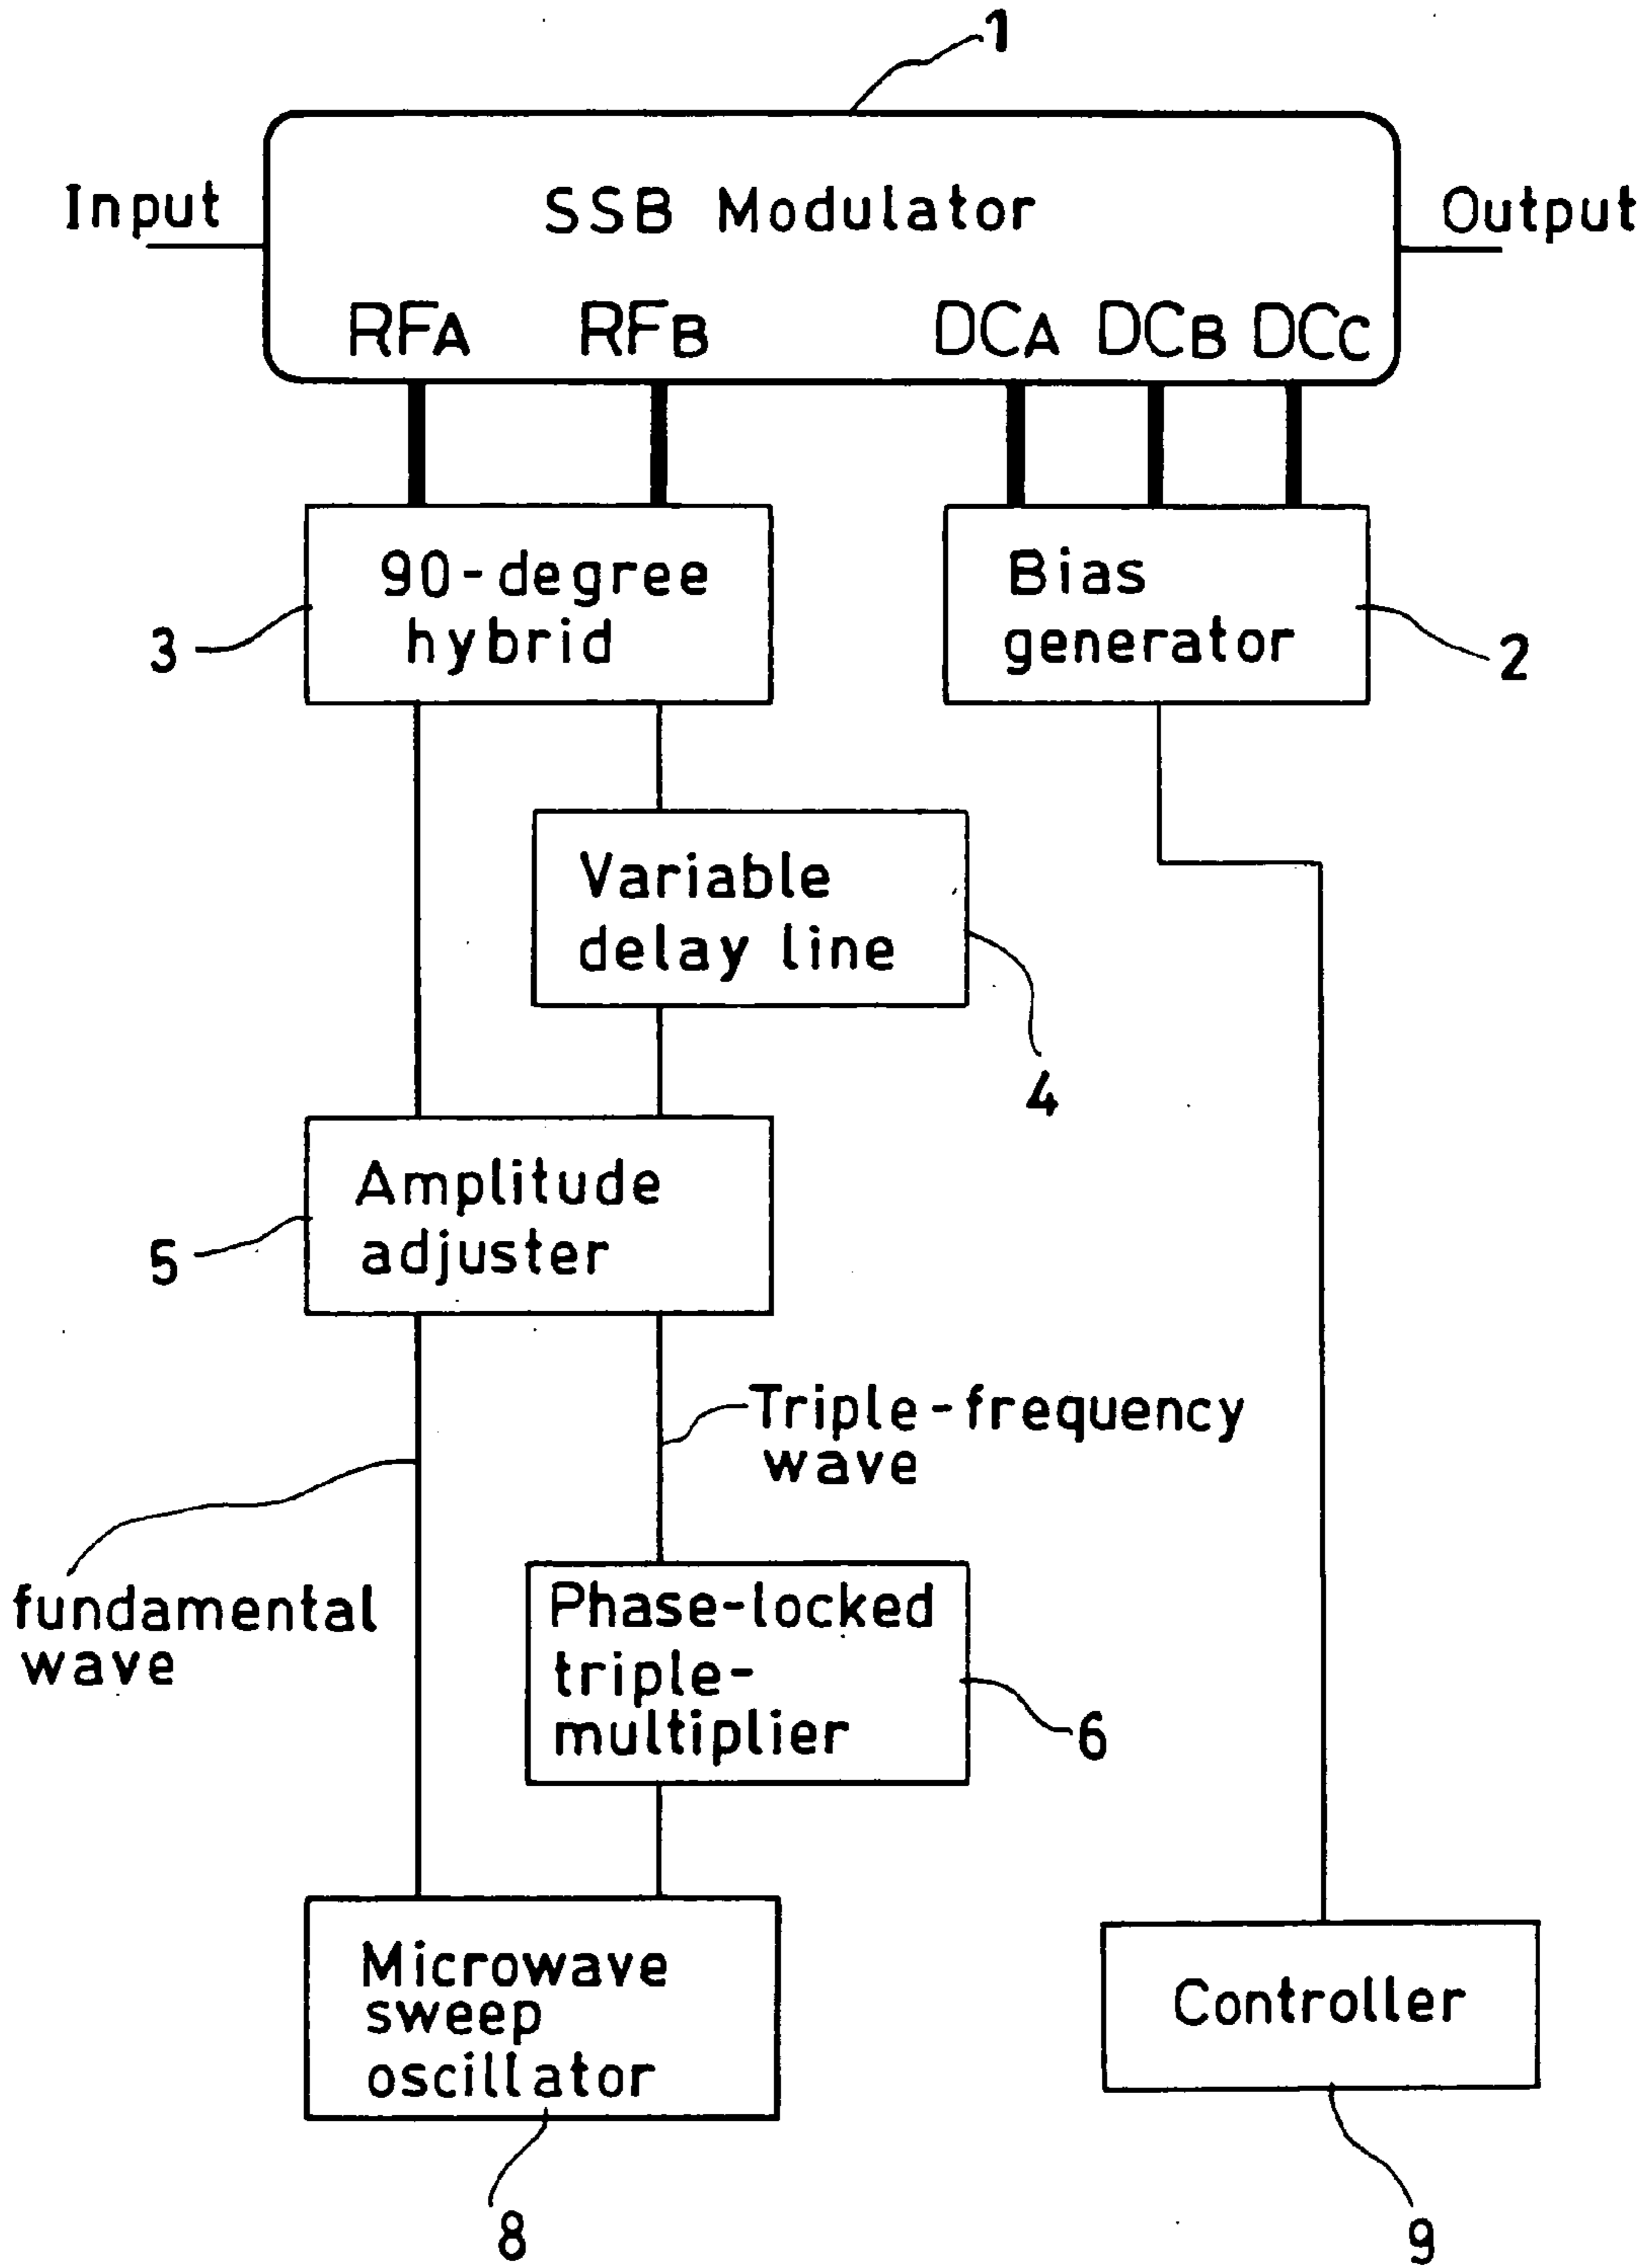 1
Input
SSB Modulator
Output
RFA RFB DCA DCB DCC
90-degree
hybrid
3
Bias
generator
2
Variable
delay line
4
Amplitude
adjuster
5
Triple-frequency
wave
fundamental
wave
Phase-locked
triple-
multiplier
6
Microwave
sweep
oscillator
8
Controller
9